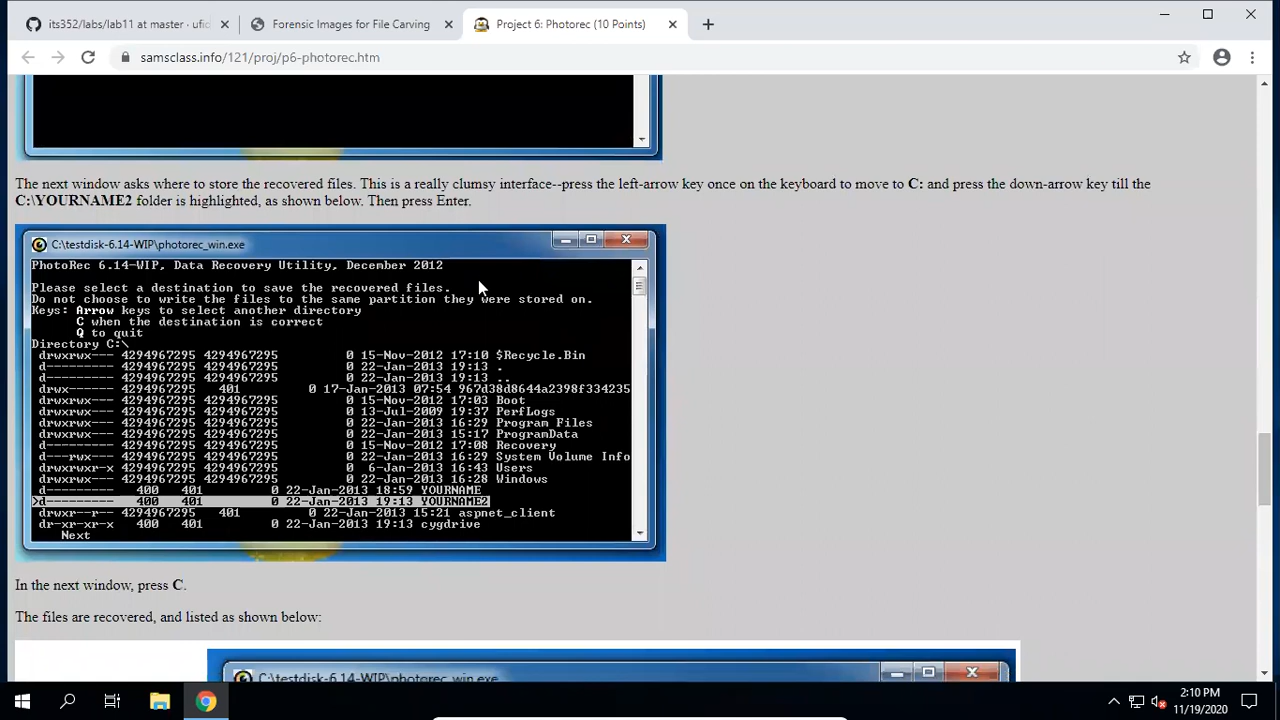 its352/labs/lab11 at master · ufic
Forensic Images for File Carving
Project 6: Photorec (10 Points)
samsclass.info/121/proj/p6-photorec.htm
The next window asks where to store the recovered files. This is a really clumsy interface--press the left-arrow key once on the keyboard to move to C: and press the down-arrow key till the
C:\YOURNAME2 folder is highlighted, as shown below. Then press Enter.
C:\testdisk-6.14-WIP\photorec_win.exe
PhotoRec 6.14-WIP, Data Recovery Utility, December 2012
Please select a destination to save the recovered files.
Do not choose to write the files to the same partition they were stored on.
Keys: Arrow keys to select another directory
C when the destination is correct
Q to quit
Directory C:\
drwxrwx--- 4294967295 4294967295 0 15-Nov-2012 17:10 $Recycle.Bin
d--------- 4294967295 4294967295 0 22-Jan-2013 19:13 .
drwxrwx--- 4294967295 4294967295 0 22-Jan-2013 19:13 ..
drwx------ 4294967295 401 0 17-Jan-2013 07:54 967d38d8644a2398f334235
drwxrwx--- 4294967295 4294967295 0 15-Nov-2012 17:03 Boot
drwxrwx--- 4294967295 4294967295 0 13-Jul-2009 19:37 PerfLogs
drwxrwx--- 4294967295 4294967295 0 22-Jan-2013 16:29 Program Files
drwxrwx--- 4294967295 4294967295 0 22-Jan-2013 15:17 ProgramData
drwxrwx--- 4294967295 4294967295 0 15-Nov-2012 17:08 Recovery
d---rwx--- 4294967295 4294967295 0 22-Jan-2013 16:29 System Volume Info
drwxrwxr-x 4294967295 4294967295 0 6-Jan-2013 16:43 Users
drwxrwx--- 4294967295 4294967295 0 22-Jan-2013 16:28 Windows
d--------- 400 401 0 22-Jan-2013 18:59 YOURNAME
>d--------- 400 401 0 22-Jan-2013 19:13 YOURNAME2
drwxr--r-- 4294967295 401 0 22-Jan-2013 15:21 aspnet_client
dr-xr-xr-x 400 401 0 22-Jan-2013 19:13 cygdrive
Next
In the next window, press C.
The files are recovered, and listed as shown below:
C:\testdisk-6.14-WIP\photorec_win.exe
2:10 PM
11/19/2020